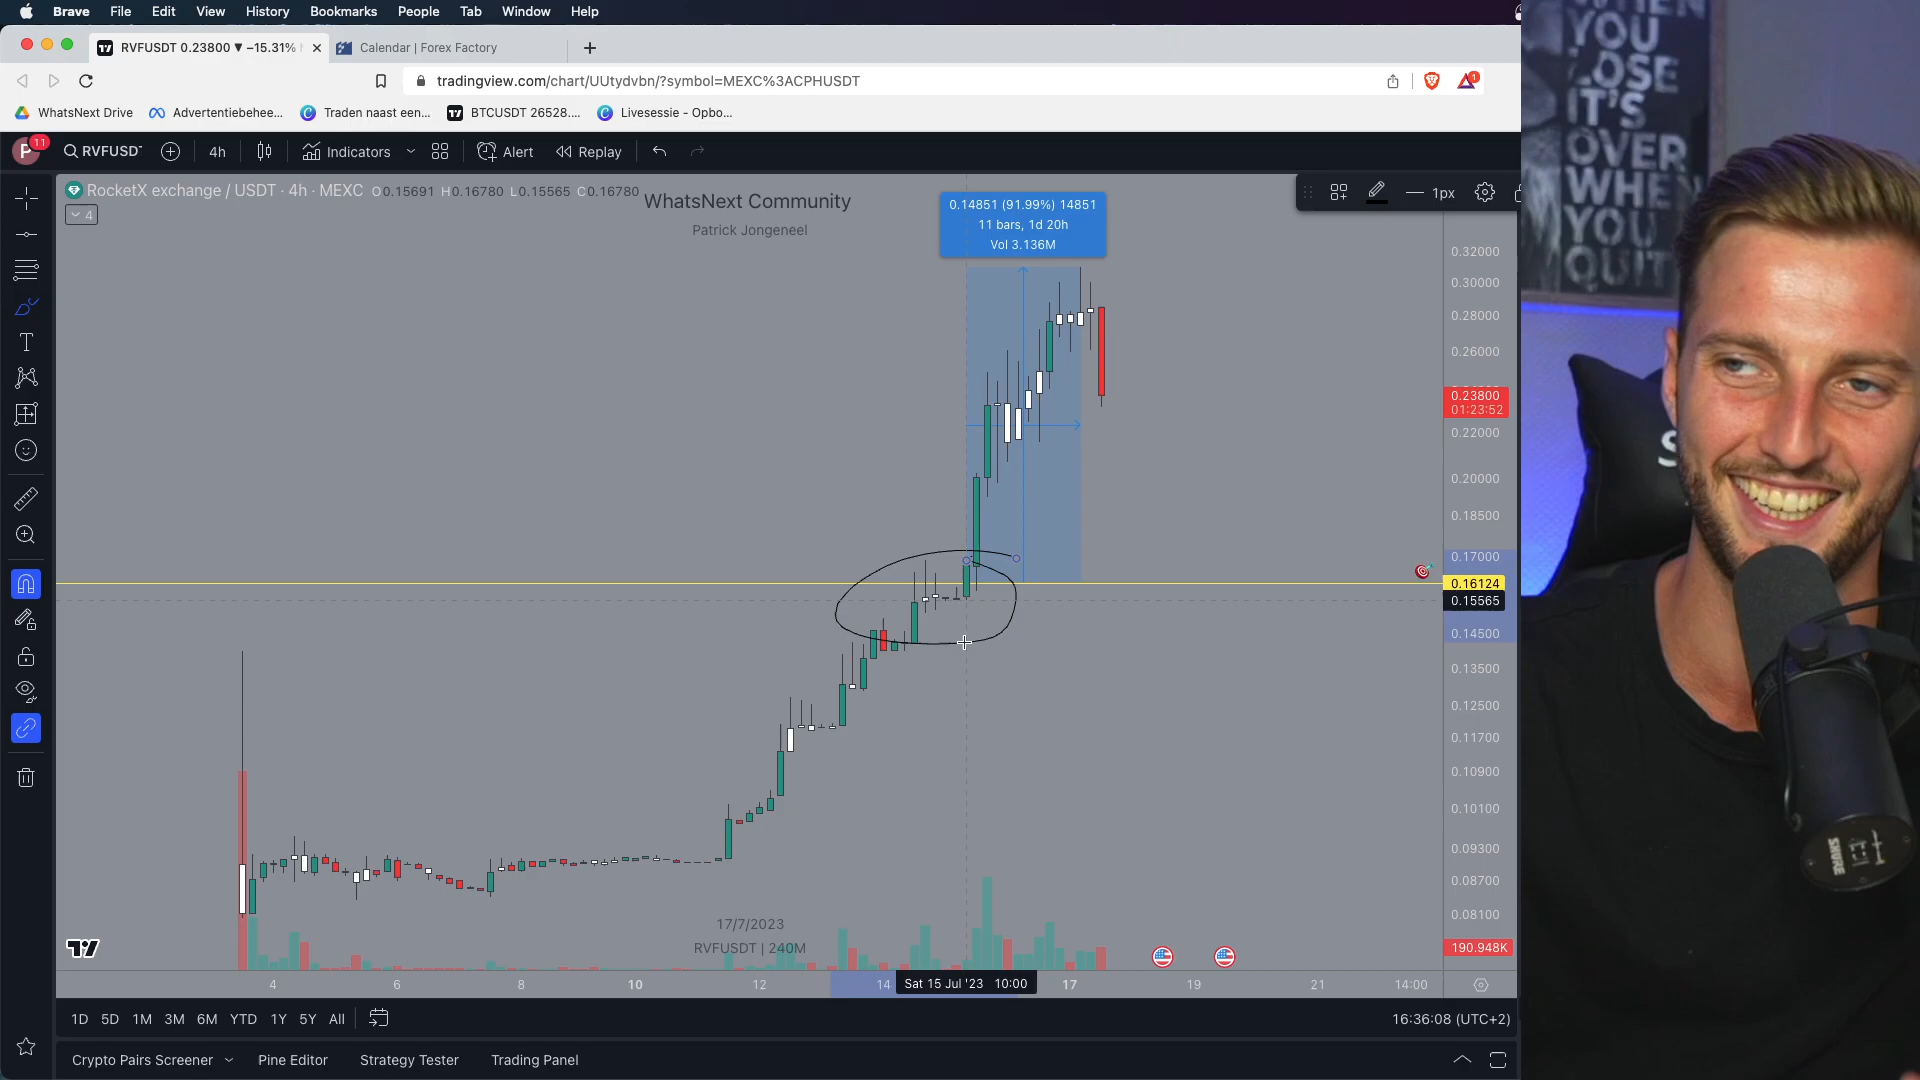 Brave File Edit View History Bookmarks People Tab Window Help
RVFUSDT 0.23800 ▼ −15.31%
Calendar | Forex Factory
tradingview.com/chart/UUtydvbn/?symbol=MEXC%3ACPHUSDT
1
WhatsNext Drive
Advertentiebehee...
Traden naast een...
BTCUSDT 26528....
Livesessie - Opbo...
P 11
RVFUSD
4h
Indicators
Alert
Replay
RocketX exchange / USDT · 4h · MEXC O0.15691 H0.16780 L0.15565 C0.16780
4
WhatsNext Community
Patrick Jongeneel
0.14851 (91.99%) 14851
11 bars, 1d 20h
Vol 3.136M
1px
0.32000
0.30000
0.28000
0.26000
0.23800
01:23:52
0.22000
0.20000
0.18500
0.17000
0.16124
0.15565
0.14500
0.13500
0.12500
0.11700
0.10900
0.10100
0.09300
0.08700
0.08100
190.948K
17/7/2023
RVFUSDT | 240M
4 6 8 10 12 14 Sat 15 Jul '23 10:00 17 19 21 14:00
1D 5D 1M 3M 6M YTD 1Y 5Y All
16:36:08 (UTC+2)
Crypto Pairs Screener
Pine Editor
Strategy Tester
Trading Panel
WHEN
YOU
LOSE
IT'S
OVER
WHEN
YOU
QUIT
SHURE